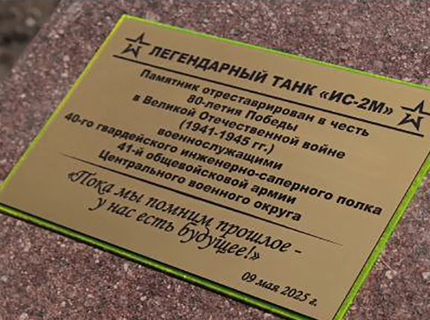 ЛЕГЕНДАРНЫЙ ТАНК «ИС-2М»
Памятник отреставрирован в честь
80-летия Победы
в Великой Отечественной войне
(1941-1945 гг.)
военнослужащими
40-го гвардейского инженерно-саперного полка
41-й общевойсковой армии
Центрального военного округа
«Пока мы помним прошлое -
у нас есть будущее!»
09 мая 2025 г.